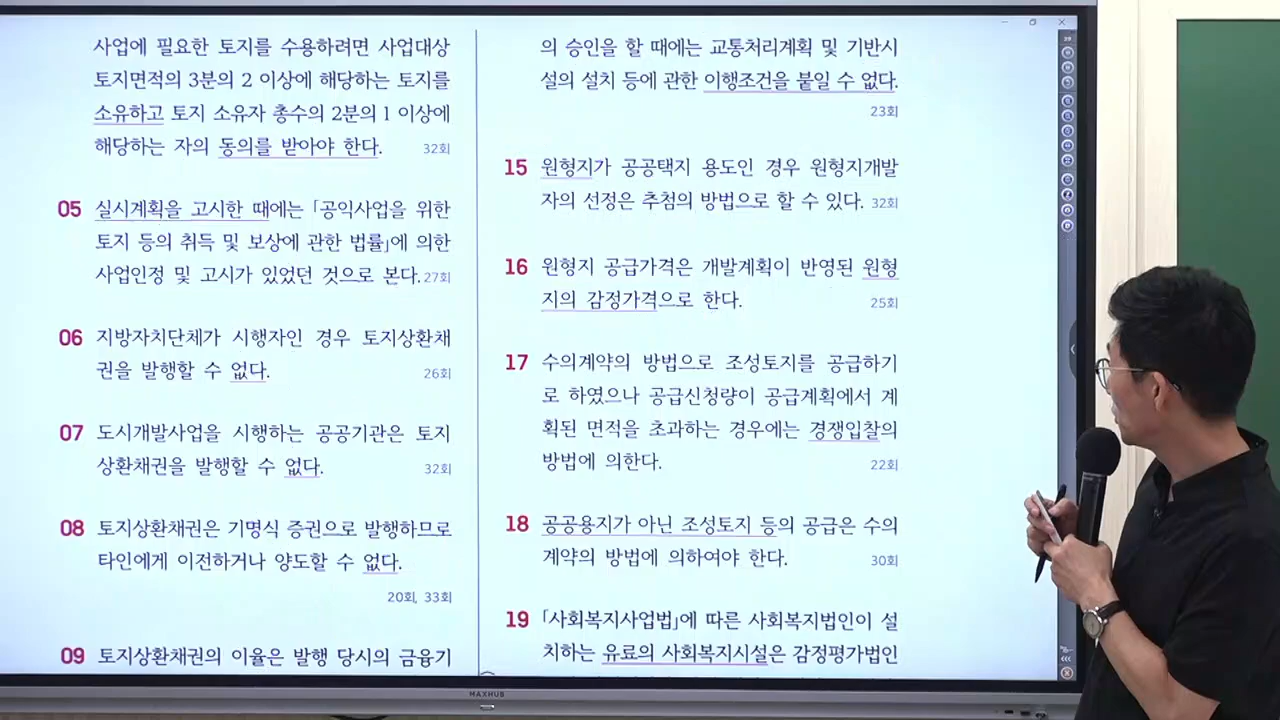 사업에 필요한 토지를 수용하려면 사업대상
토지면적의 3분의 2 이상에 해당하는 토지를
소유하고 토지 소유자 총수의 2분의 1 이상에
해당하는 자의 동의를 받아야 한다. 32회
05 실시계획을 고시한 때에는 「공익사업을 위한
토지 등의 취득 및 보상에 관한 법률」에 의한
사업인정 및 고시가 있었던 것으로 본다. 27회
06 지방자치단체가 시행자인 경우 토지상환채
권을 발행할 수 없다. 26회
07 도시개발사업을 시행하는 공공기관은 토지
상환채권을 발행할 수 없다. 32회
08 토지상환채권은 기명식 증권으로 발행하므로
타인에게 이전하거나 양도할 수 없다.
20회, 33회
09 토지상환채권의 이율은 발행 당시의 금융기
의 승인을 할 때에는 교통처리계획 및 기반시
설의 설치 등에 관한 이행조건을 붙일 수 없다.
23회
15 원형지가 공공택지 용도인 경우 원형지개발
자의 선정은 추첨의 방법으로 할 수 있다. 32회
16 원형지 공급가격은 개발계획이 반영된 원형
지의 감정가격으로 한다. 25회
17 수의계약의 방법으로 조성토지를 공급하기
로 하였으나 공급신청량이 공급계획에서 계
획된 면적을 초과하는 경우에는 경쟁입찰의
방법에 의한다. 22회
18 공공용지가 아닌 조성토지 등의 공급은 수의
계약의 방법에 의하여야 한다. 30회
19 「사회복지사업법」에 따른 사회복지법인이 설
치하는 유료의 사회복지시설은 감정평가법인
MAXHUB